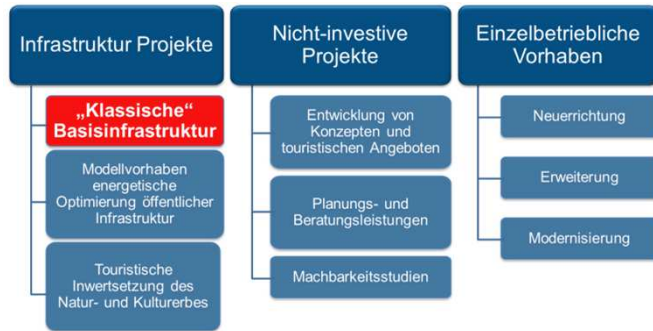 Infrastruktur Projekte
„Klassische“
Basisinfrastruktur
Modellvorhaben
energetische
Optimierung öffentlicher
Infrastruktur
Touristische
Inwertsetzung des
Natur- und Kulturerbes
Nicht-investive
Projekte
Entwicklung von
Konzepten und
touristischen Angeboten
Planungs- und
Beratungsleistungen
Machbarkeitsstudien
Einzelbetriebliche
Vorhaben
Neuerrichtung
Erweiterung
Modernisierung